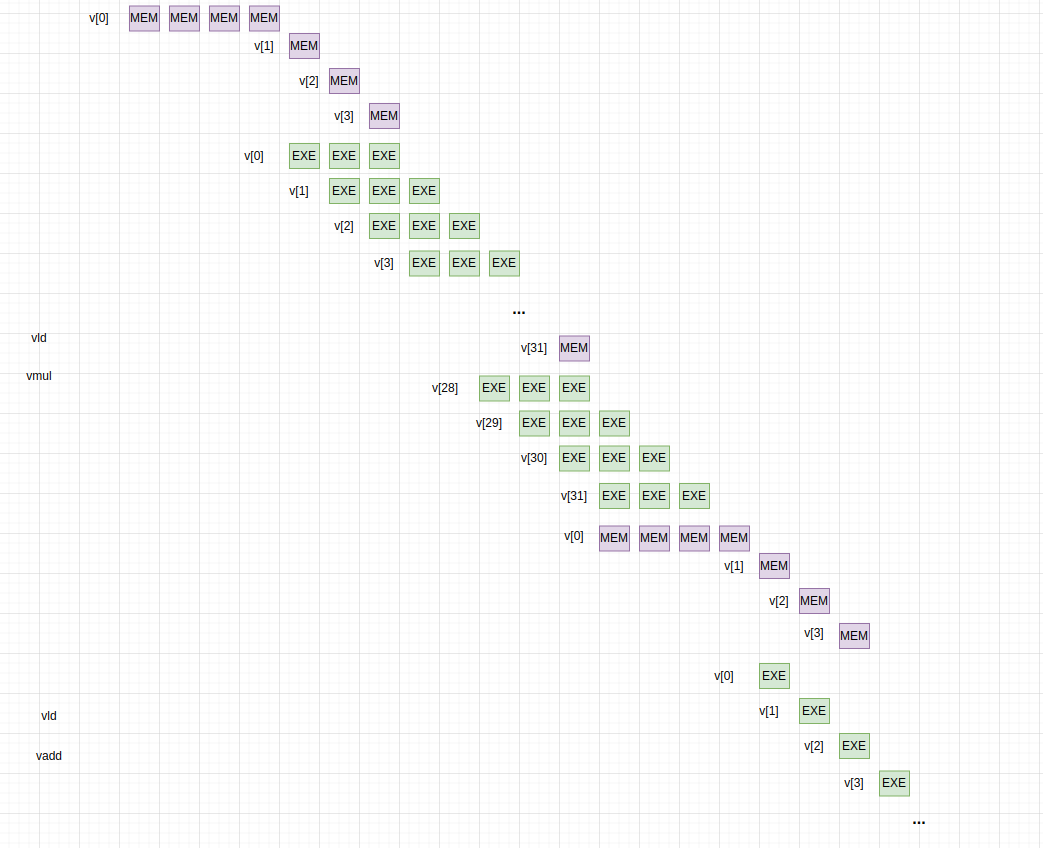 v[0] MEM MEM MEM MEM
v[1] MEM
v[2] MEM
v[3] MEM
v[0] EXE EXE EXE
v[1] EXE EXE EXE
v[2] EXE EXE EXE
v[3] EXE EXE EXE
...
vld
v[31] MEM
vmul
v[28] EXE EXE EXE
v[29] EXE EXE EXE
v[30] EXE EXE EXE
v[31] EXE EXE EXE
v[0] MEM MEM MEM MEM
v[1] MEM
v[2] MEM
v[3] MEM
v[0] EXE
v[1] EXE
vld
v[2] EXE
vadd
v[3] EXE
...